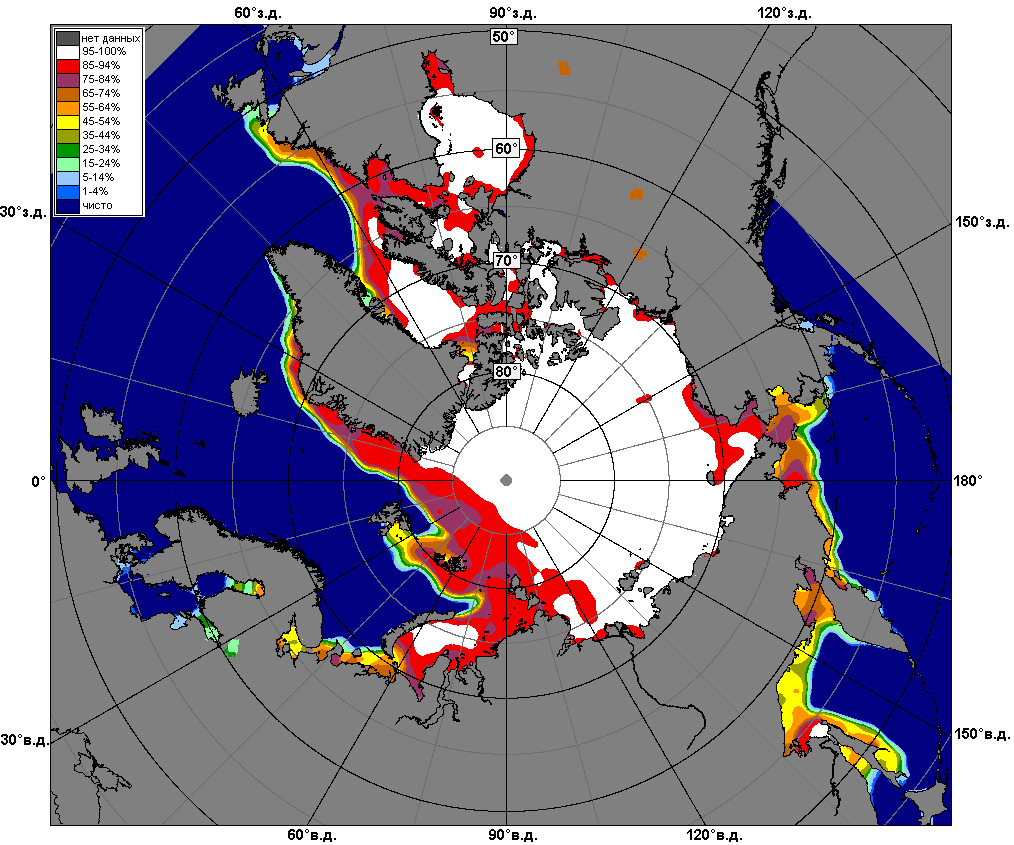 60°з.д.
90°з.д.
120°з.д.
50°
нет данных
95-100%
85-94%
75-84%
65-74%
55-64%
45-54%
35-44%
25-34%
15-24%
5-14%
1-4%
чисто
60°
30°з.д.
150°з.д.
70°
80°
0°
180°
30°в.д.
150°в.д.
60°в.д.
90°в.д.
120°в.д.